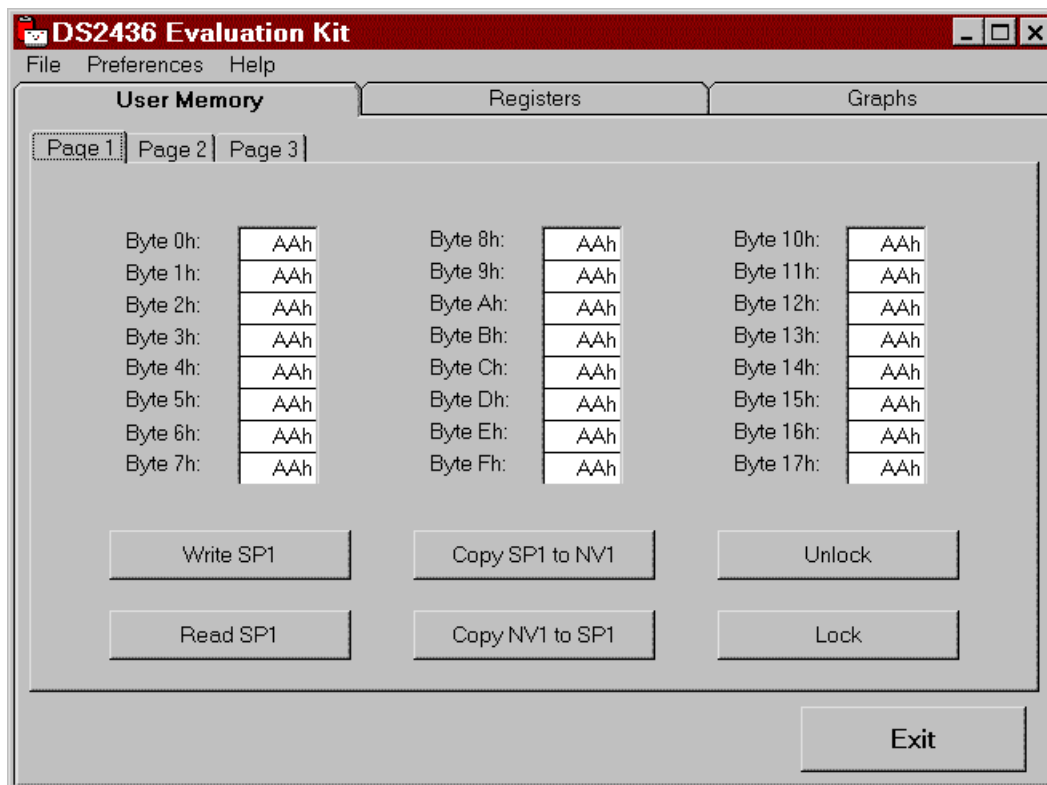 DS2436 Evaluation Kit
File Preferences Help
User Memory Registers Graphs
Page 1 Page 2 Page 3
Byte 0h: AAh Byte 8h: AAh Byte 10h: AAh
Byte 1h: AAh Byte 9h: AAh Byte 11h: AAh
Byte 2h: AAh Byte Ah: AAh Byte 12h: AAh
Byte 3h: AAh Byte Bh: AAh Byte 13h: AAh
Byte 4h: AAh Byte Ch: AAh Byte 14h: AAh
Byte 5h: AAh Byte Dh: AAh Byte 15h: AAh
Byte 6h: AAh Byte Eh: AAh Byte 16h: AAh
Byte 7h: AAh Byte Fh: AAh Byte 17h: AAh
Write SP1 Copy SP1 to NV1 Unlock
Read SP1 Copy NV1 to SP1 Lock
Exit